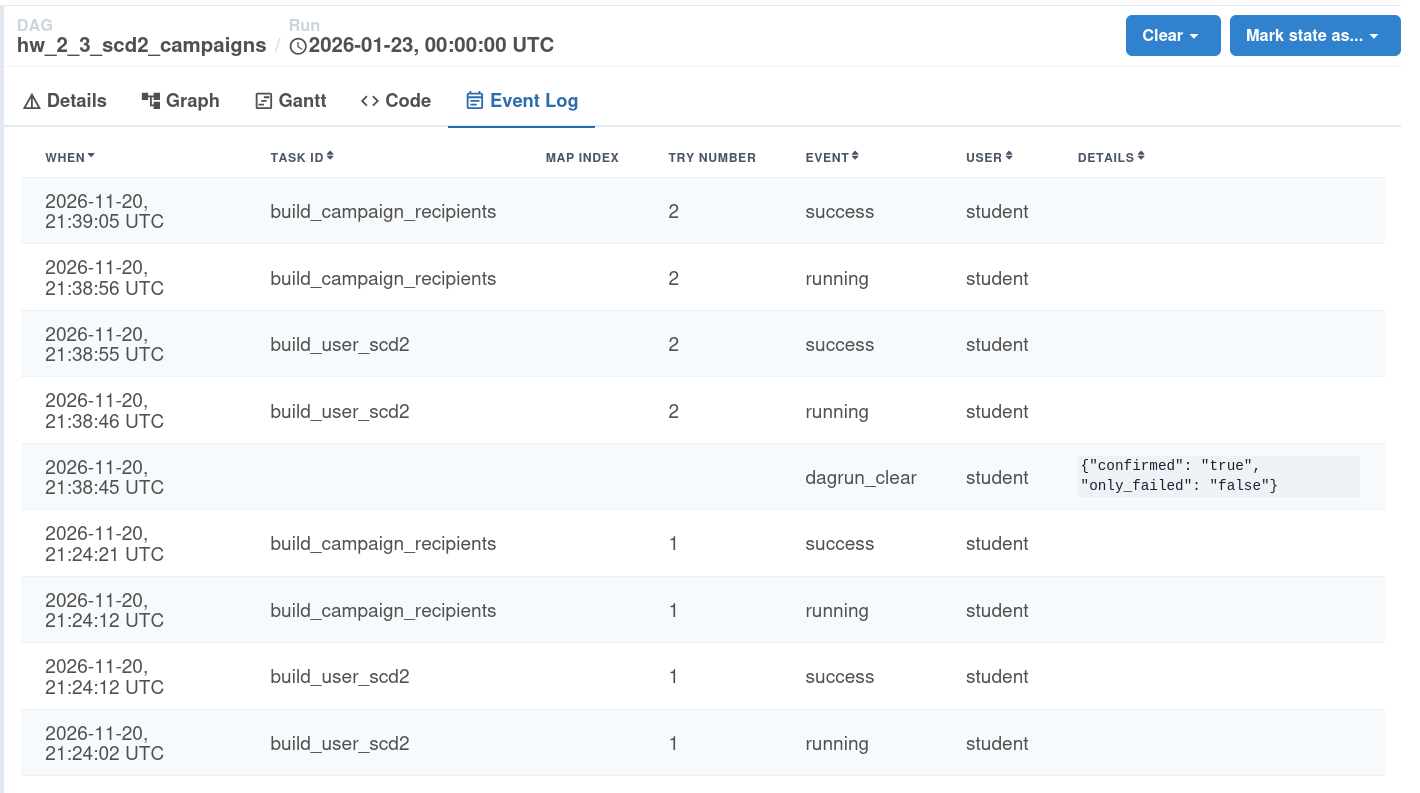 DAG
hw_2_3_scd2_campaigns
/
Run
2026-01-23, 00:00:00 UTC
Clear
Mark state as...
Details
Graph
Gantt
Code
Event Log
WHEN TASK ID MAP INDEX TRY NUMBER EVENT USER DETAILS
2026-11-20,
21:39:05 UTC
build_campaign_recipients 2 success student
2026-11-20,
21:38:56 UTC
build_campaign_recipients 2 running student
2026-11-20,
21:38:55 UTC
build_user_scd2 2 success student
2026-11-20,
21:38:46 UTC
build_user_scd2 2 running student
2026-11-20,
21:38:45 UTC
dagrun_clear student
{"confirmed": "true",
"only_failed": "false"}
2026-11-20,
21:24:21 UTC
build_campaign_recipients 1 success student
2026-11-20,
21:24:12 UTC
build_campaign_recipients 1 running student
2026-11-20,
21:24:12 UTC
build_user_scd2 1 success student
2026-11-20,
21:24:02 UTC
build_user_scd2 1 running student